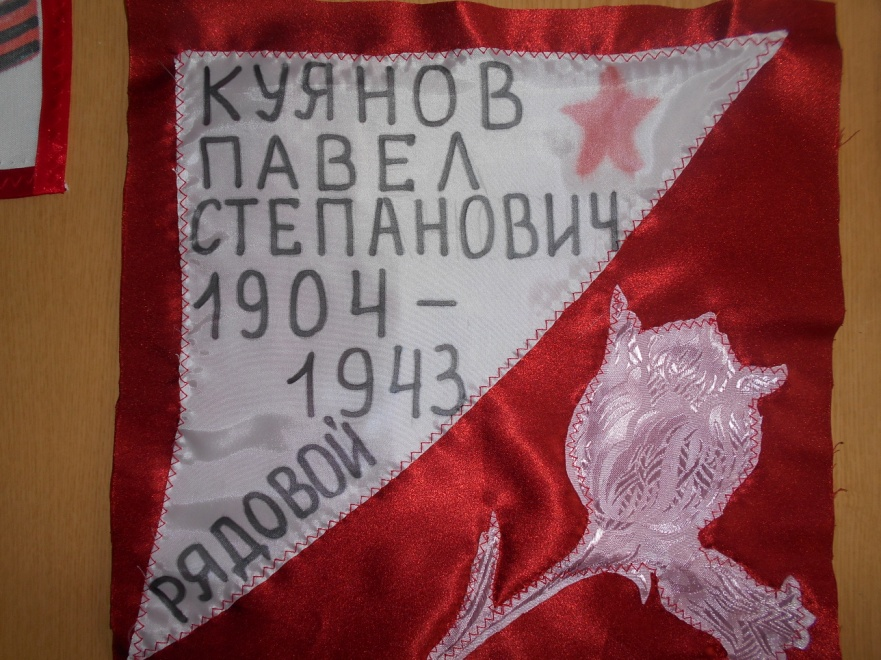 КУЯНОВ
ПАВЕЛ
СТЕПАНОВИЧ
1904 –
1943
РЯДОВОЙ